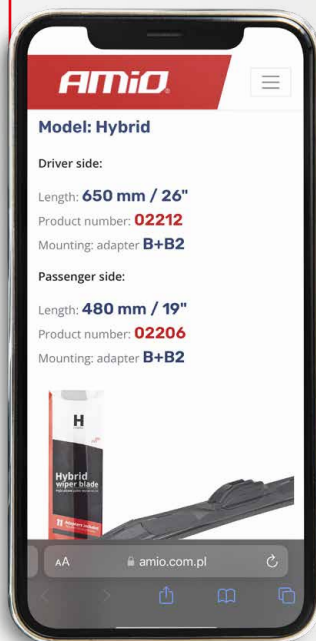 AMiO
Model: Hybrid
Driver side:
Length: 650 mm / 26"
Product number: 02212
Mounting: adapter B+B2
Passenger side:
Length: 480 mm / 19"
Product number: 02206
Mounting: adapter B+B2
H
Hybrid
wiper blade
AA
amio.com.pl